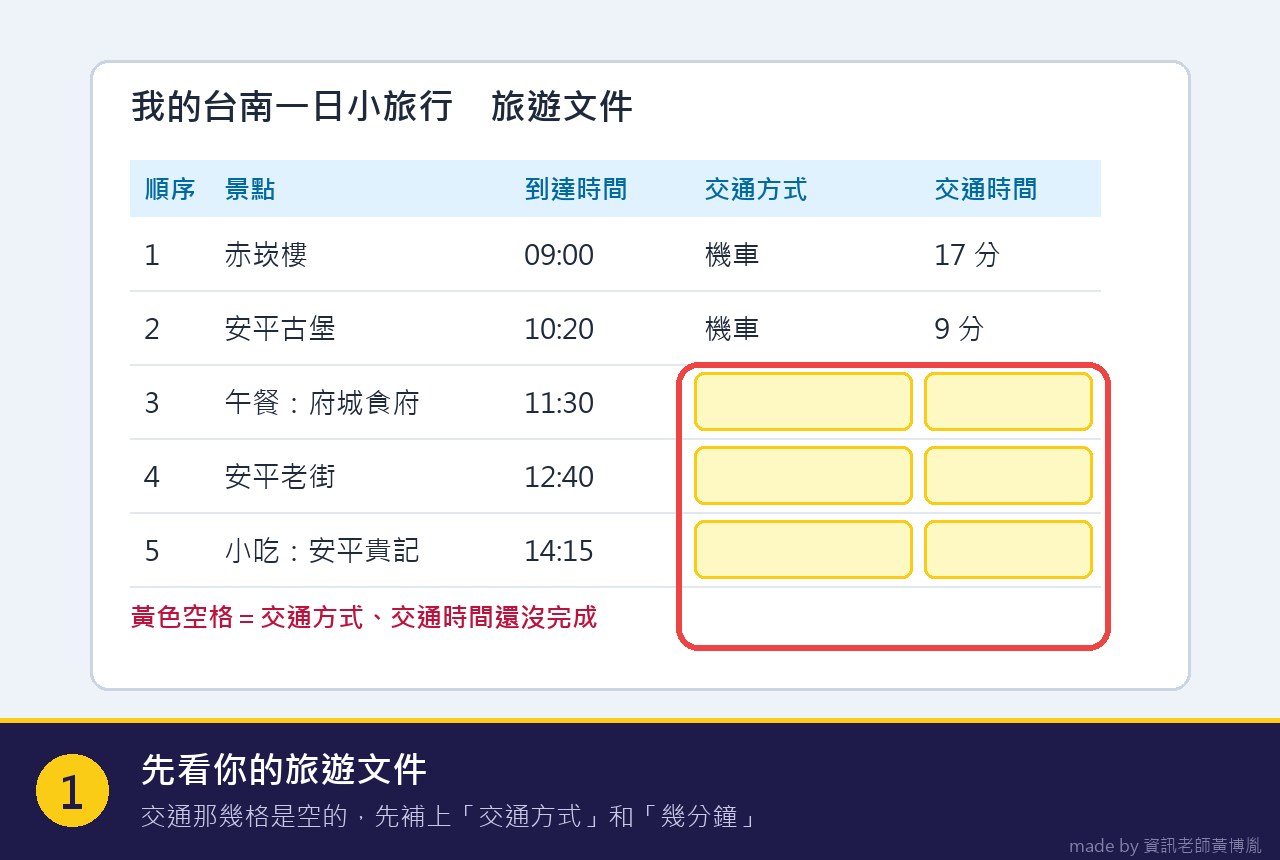 我的台南一日小旅行　旅遊文件
順序 景點 到達時間 交通方式 交通時間
1 赤崁樓 09:00 機車 17 分
2 安平古堡 10:20 機車 9 分
3 午餐：府城食府 11:30
4 安平老街 12:40
5 小吃：安平貴記 14:15
黃色空格 = 交通方式、交通時間還沒完成
1 先看你的旅遊文件
交通那幾格是空的，先補上「交通方式」和「幾分鐘」
made by 資訊老師黃博胤